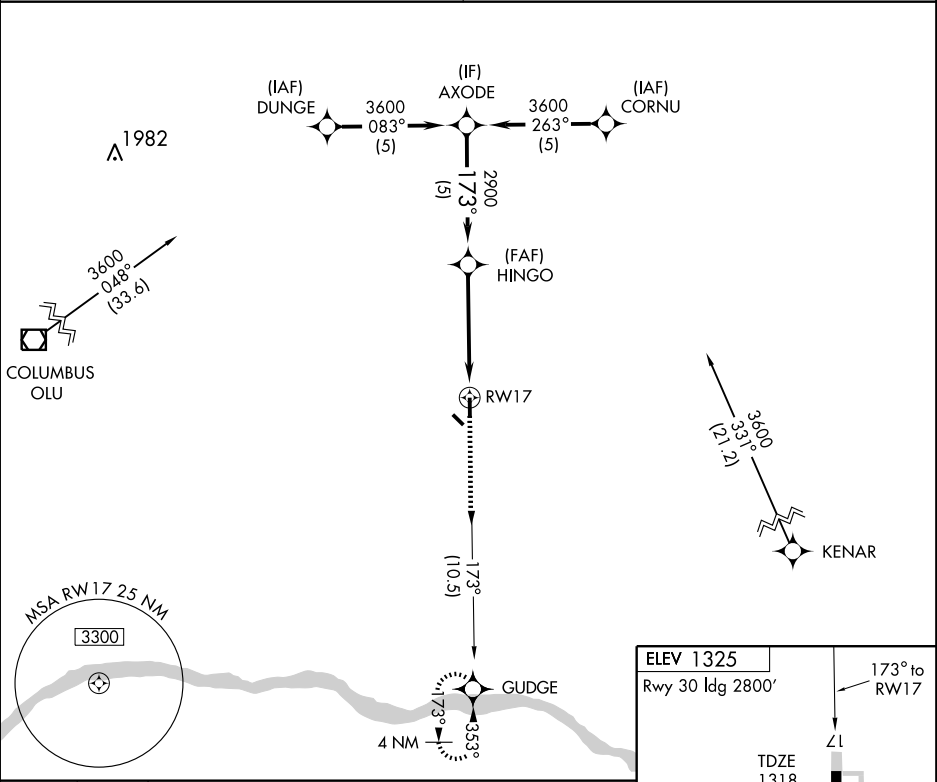 (IAF)
DUNGE
(IF)
AXODE
(IAF)
CORNU
3600
083°
(5)
3600
263°
(5)
1982
2900
173°
(5)
(FAF)
HINGO
3600
048°
(33.6)
COLUMBUS
OLU
RW17
3600
331°
(21.2)
KENAR
173°
(10.5)
MSA RW17 25 NM
3300
GUDGE
173°
353°
4 NM
ELEV 1325
Rwy 30 ldg 2800'
173° to
RW17
17
TDZE
1318